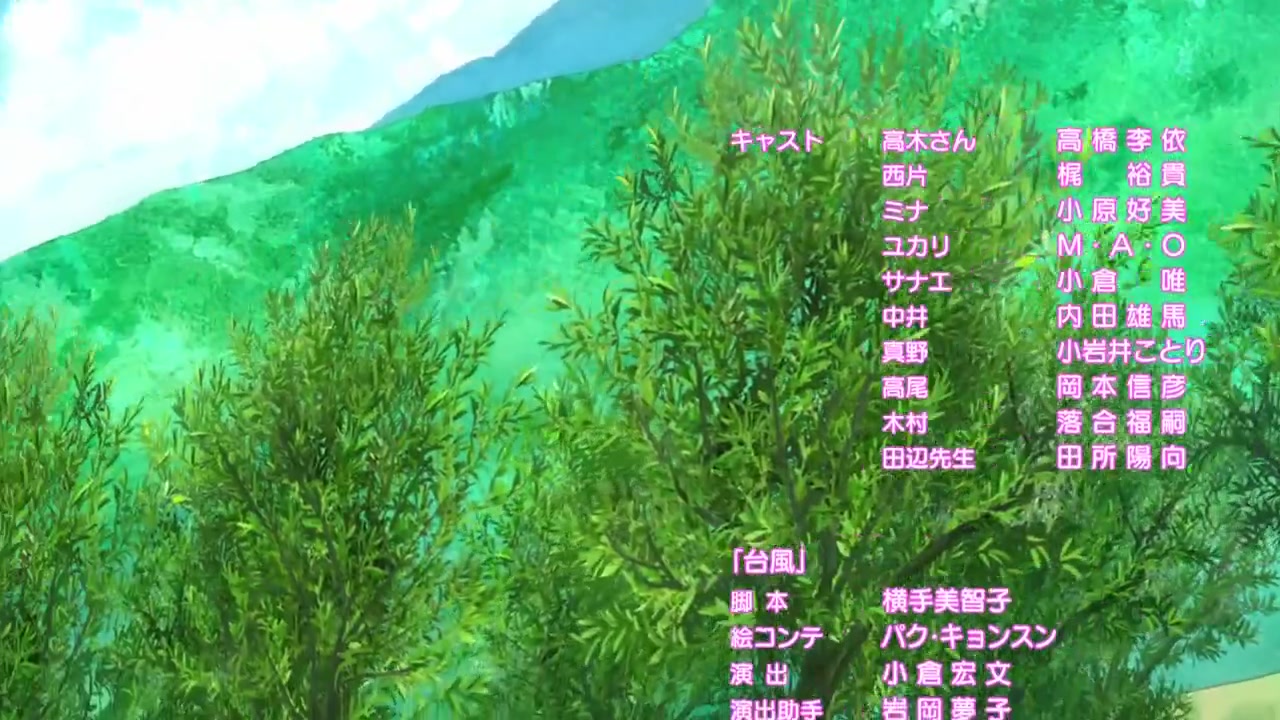 キャスト 高木さん 高橋李依
西片 梶 裕貴
ミナ 小原好美
ユカリ M・A・O
サナエ 小倉 唯
中井 内田雄馬
真野 小岩井ことり
高尾 岡本信彦
木村 落合福嗣
田辺先生 田所陽向
「台風」
脚本 横手美智子
絵コンテ パク・キョンスン
演出 小倉宏文
演出助手 岩岡夢子